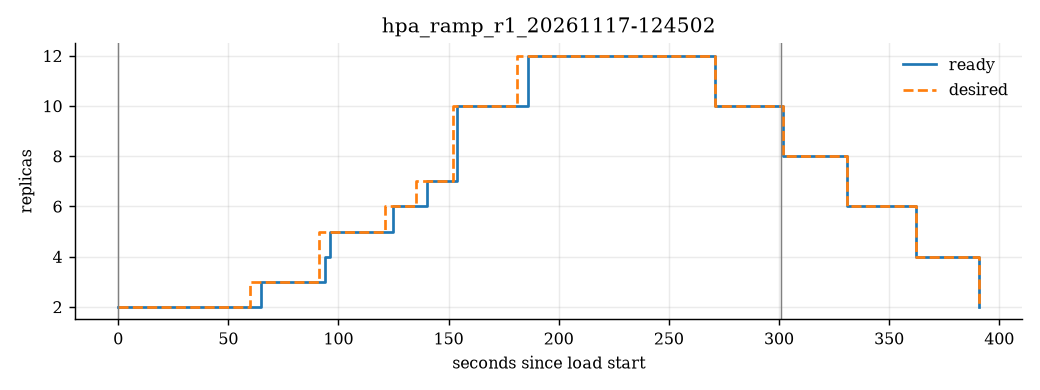 hpa_ramp_r1_20261117-124502
12
10
8
6
4
2
replicas
ready
desired
0 50 100 150 200 250 300 350 400
seconds since load start